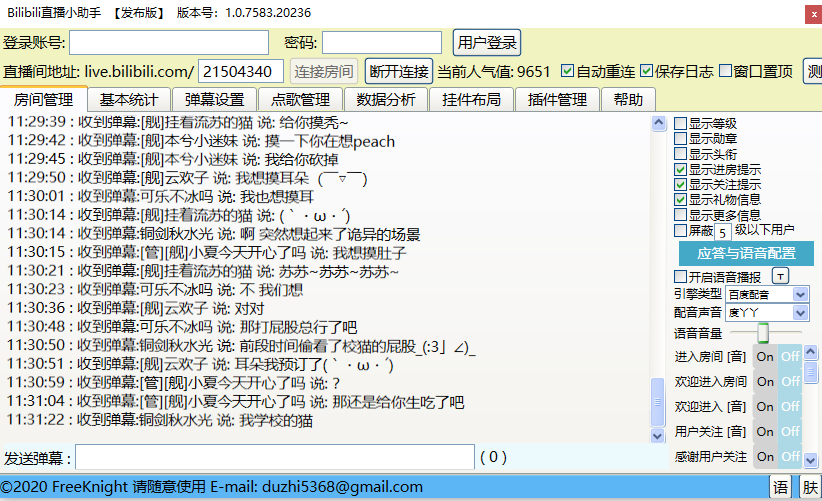 Bilibili直播小助手 【发布版】 版本号：1.0.7583.20236
登录账号: 密码: 用户登录
直播间地址: live.bilibili.com/ 21504340 连接房间 断开连接 当前人气值: 9651 自动重连 保存日志 窗口置顶 测
房间管理 基本统计 弹幕设置 点歌管理 数据分析 挂件布局 插件管理 帮助
11:29:39 : 收到弹幕:[舰]挂着流苏的猫 说: 给你摸秃~
11:29:42 : 收到弹幕:[舰]本兮小迷妹 说: 摸一下你在想peach
11:29:45 : 收到弹幕:[舰]本兮小迷妹 说: 我给你砍掉
11:29:50 : 收到弹幕:[舰]云欢子 说: 我想摸耳朵（￣▽￣）
11:30:01 : 收到弹幕:可乐不冰吗 说: 我也想摸耳
11:30:14 : 收到弹幕:[舰]挂着流苏的猫 说: (｀・ω・´)
11:30:14 : 收到弹幕:铜剑秋水光 说: 啊 突然想起来了诡异的场景
11:30:15 : 收到弹幕:[管][舰]小夏今天开心了吗 说: 我想摸肚子
11:30:21 : 收到弹幕:[舰]挂着流苏的猫 说: 苏苏~苏苏~苏苏~
11:30:23 : 收到弹幕:可乐不冰吗 说: 不 我们想
11:30:36 : 收到弹幕:[舰]云欢子 说: 对对
11:30:48 : 收到弹幕:可乐不冰吗 说: 那打屁股总行了吧
11:30:50 : 收到弹幕:铜剑秋水光 说: 前段时间偷看了校猫的屁股_(:3」∠)_
11:30:51 : 收到弹幕:[舰]云欢子 说: 耳朵我预订了(｀・ω・´)
11:30:59 : 收到弹幕:[管][舰]小夏今天开心了吗 说: ?
11:31:04 : 收到弹幕:[管][舰]小夏今天开心了吗 说: 那还是给你生吃了吧
11:31:22 : 收到弹幕:铜剑秋水光 说: 我学校的猫
发送弹幕 : ( 0 )
显示等级
显示勋章
显示头衔
显示进房提示
显示关注提示
显示礼物信息
显示更多信息
屏蔽 5 级以下用户
应答与语音配置
开启语音播报 T
引擎类型 百度配音
配音声音 度丫丫
语音音量
进入房间 [音] On Off
欢迎进入房间 On Off
欢迎进入 [音] On Off
用户关注 [音] On Off
感谢用户关注 On Off
©2020 FreeKnight 请随意使用 E-mail: duzhi5368@gmail.com 语 肤